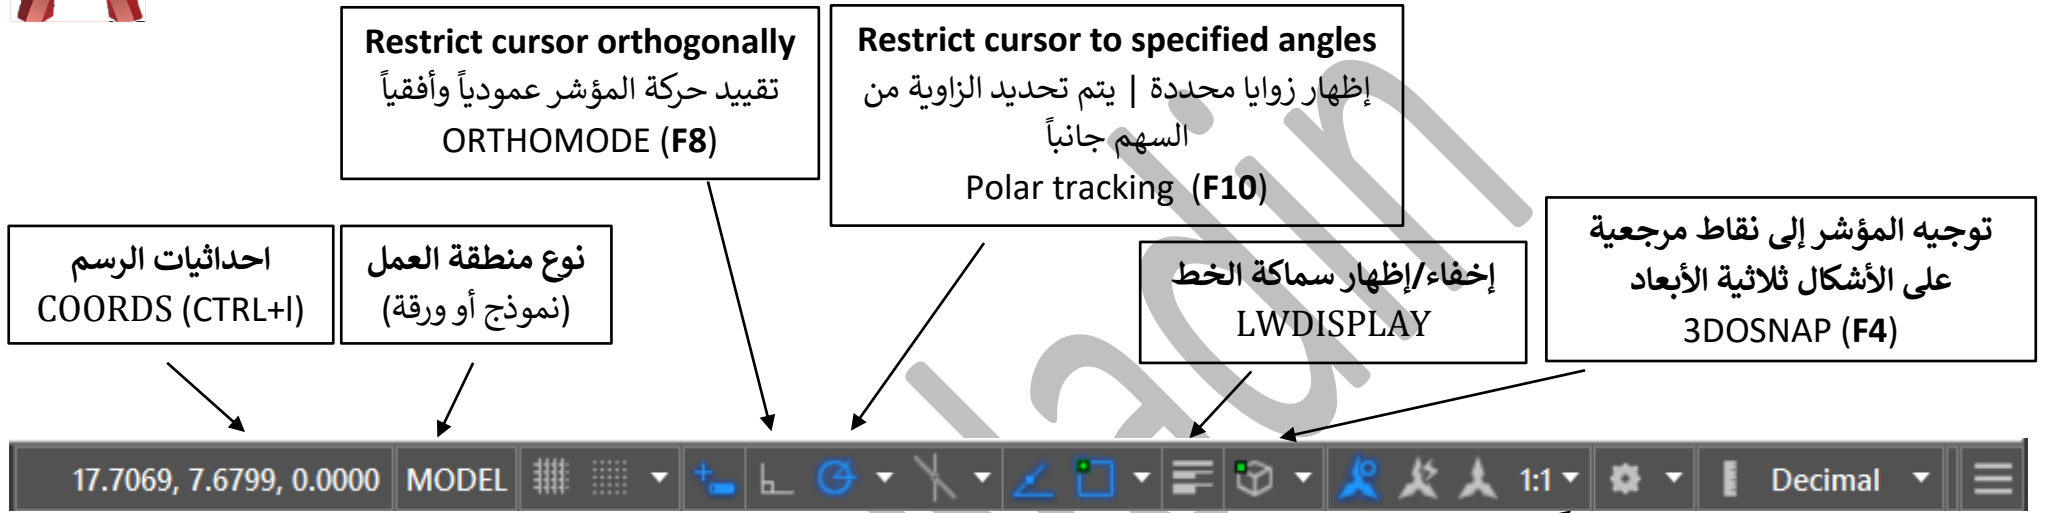 Restrict cursor orthogonally
تقييد حركة المؤشر عمودياً وأفقياً
ORTHOMODE (F8)
Restrict cursor to specified angles
إظهار زوايا محددة | يتم تحديد الزاوية من
السهم جانباً
Polar tracking (F10)
احداثيات الرسم
COORDS (CTRL+I)
نوع منطقة العمل
(نموذج أو ورقة)
إخفاء/إظهار سماكة الخط
LWDISPLAY
توجيه المؤشر إلى نقاط مرجعية
على الأشكال ثلاثية الأبعاد
3DOSNAP (F4)
17.7069, 7.6799, 0.0000 MODEL 1:1 Decimal